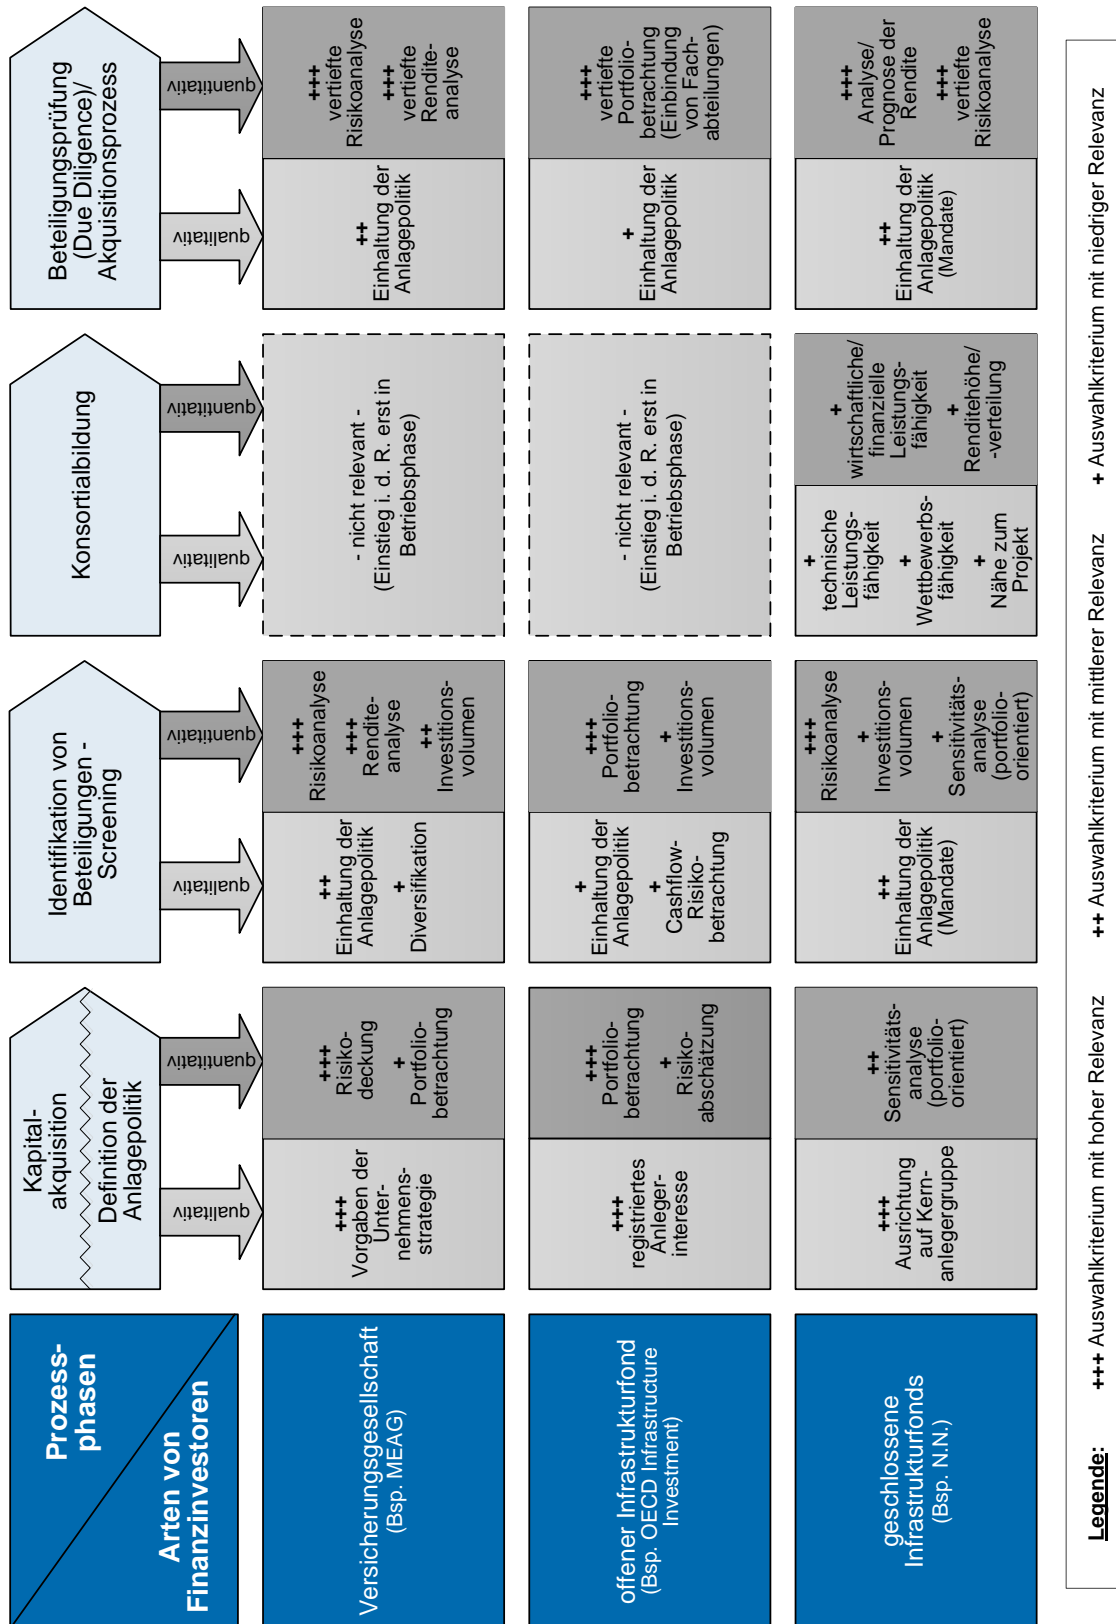 Prozess-
phasen
Arten von
Finanzinvestoren
Kapital-
akquisition
Definition der
Anlagepolitik
Identifikation von
Beteiligungen -
Screening
Konsortialbildung
Beteiligungsprüfung
(Due Diligence)/
Akquisitionsprozess
qualitativ
quantitativ
qualitativ
quantitativ
qualitativ
quantitativ
qualitativ
quantitativ
Versicherungsgesellschaft
(Bsp. MEAG)
+++
Vorgaben der
Unter-
nehmens-
strategie
+++
Risiko-
deckung
+
Portfolio-
betrachtung
++
Einhaltung der
Anlagepolitik
+
Diversifikation
+++
Risikoanalyse
+++
Rendite-
analyse
++
Investitions-
volumen
- nicht relevant -
(Einstieg i. d. R. erst in
Betriebsphase)
++
Einhaltung der
Anlagepolitik
+++
vertiefte
Risikoanalyse
+++
vertiefte
Rendite-
analyse
offener Infrastrukturfond
(Bsp. OECD Infrastructure
Investment)
+++
registriertes
Anleger-
interesse
+++
Portfolio-
betrachtung
+
Risiko-
abschätzung
+
Einhaltung der
Anlagepolitik
+
Cashflow-
Risiko-
betrachtung
+++
Portfolio-
betrachtung
+
Investitions-
volumen
- nicht relevant -
(Einstieg i. d. R. erst in
Betriebsphase)
+
Einhaltung der
Anlagepolitik
+++
vertiefte
Portfolio-
betrachtung
(Einbindung
von Fach-
abteilungen)
geschlossene
Infrastrukturfonds
(Bsp. N.N.)
+++
Ausrichtung
auf Kern-
anlegergruppe
++
Sensitivitäts-
analyse
(portfolio-
orientiert)
++
Einhaltung der
Anlagepolitik
(Mandate)
+++
Risikoanalyse
+
Investitions-
volumen
+
Sensitivitäts-
analyse
(portfolio-
orientiert)
+
technische
Leistungs-
fähigkeit
+
Wettbewerbs-
fähigkeit
+
Nähe zum
Projekt
+
wirtschaftliche/
finanzielle
Leistungs-
fähigkeit
+
Renditehöhe/
-verteilung
++
Einhaltung der
Anlagepolitik
(Mandate)
+++
Analyse/
Prognose der
Rendite
+++
vertiefte
Risikoanalyse
Legende: +++ Auswahlkriterium mit hoher Relevanz ++ Auswahlkriterium mit mittlerer Relevanz + Auswahlkriterium mit niedriger Relevanz